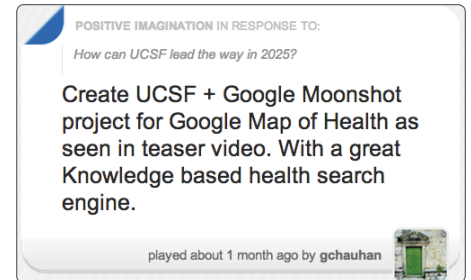 POSITIVE IMAGINATION IN RESPONSE TO:
How can UCSF lead the way in 2025?
Create UCSF + Google Moonshot
project for Google Map of Health as
seen in teaser video. With a great
Knowledge based health search
engine.
played about 1 month ago by gchauhan